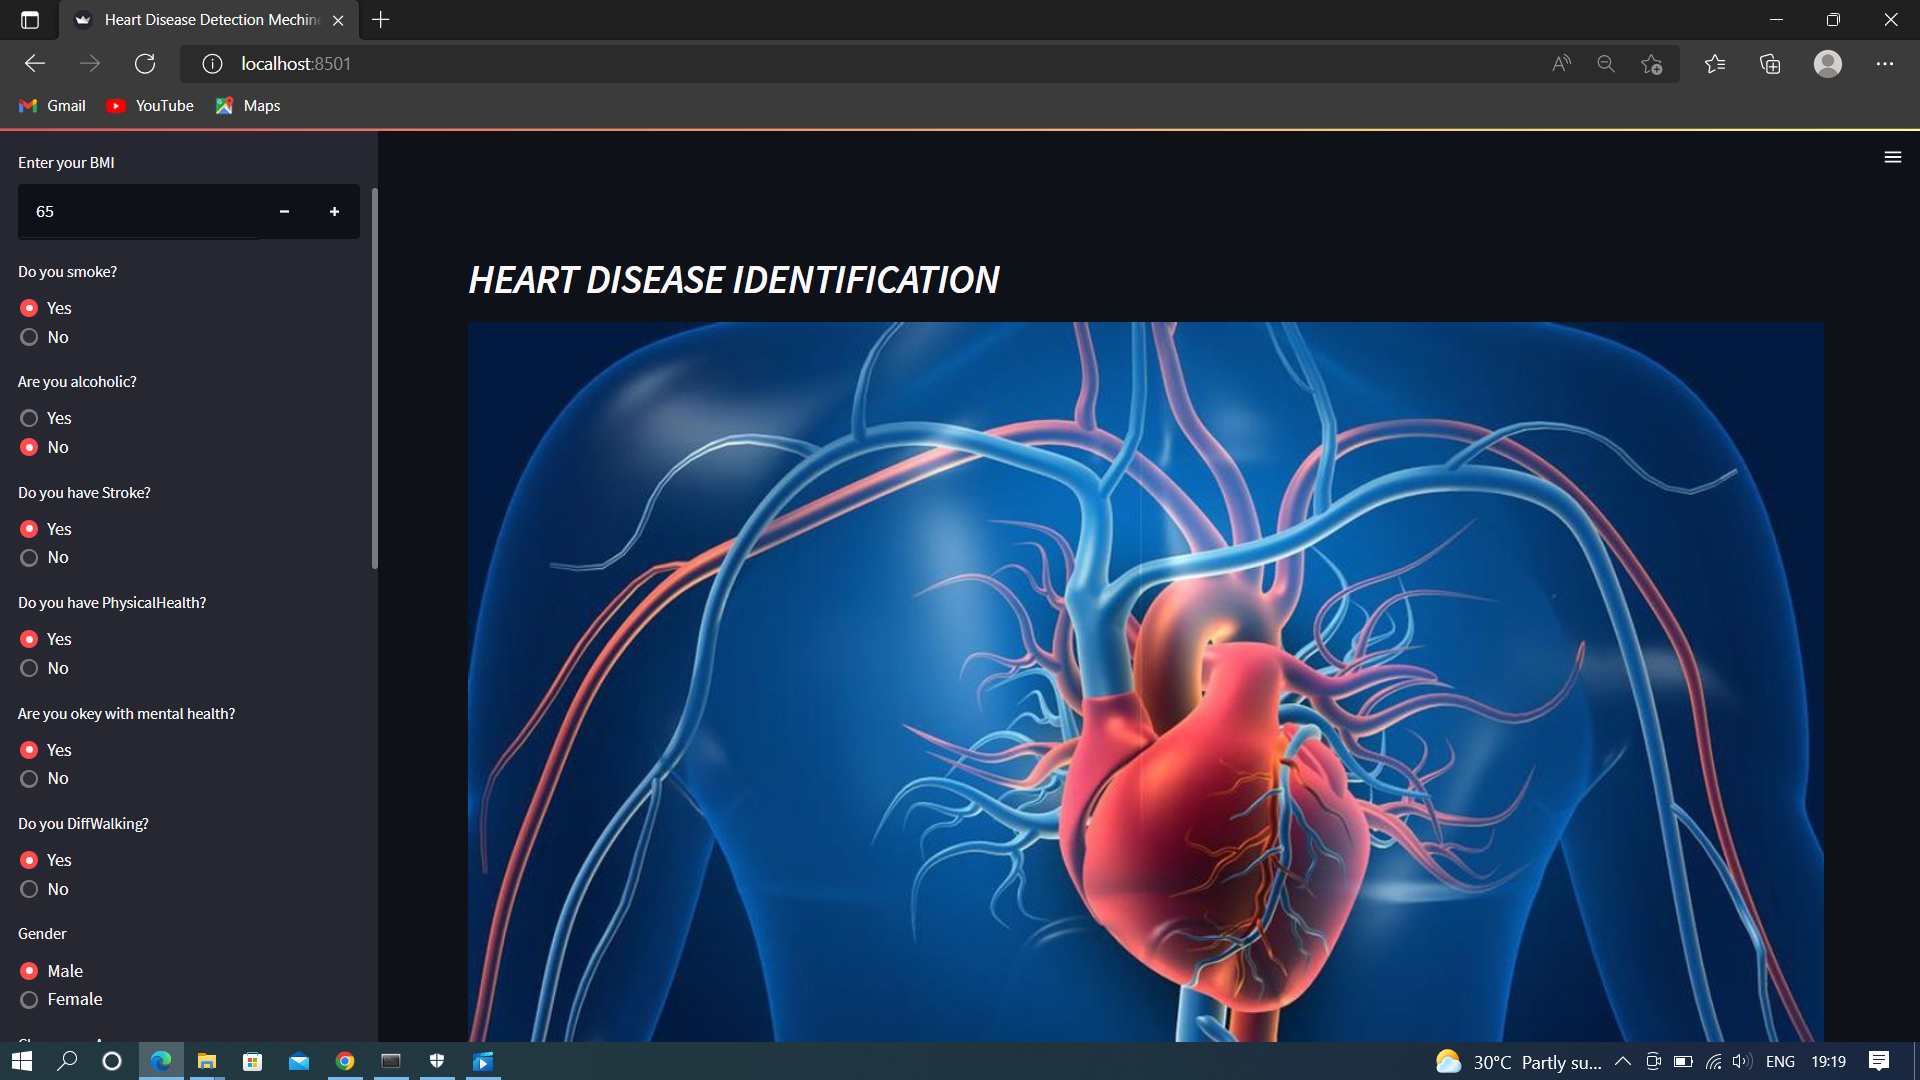 Heart Disease Detection Mechin
localhost:8501
Gmail YouTube Maps
Enter your BMI
65
Do you smoke?
Yes
No
Are you alcoholic?
Yes
No
Do you have Stroke?
Yes
No
Do you have PhysicalHealth?
Yes
No
Are you okey with mental health?
Yes
No
Do you DiffWalking?
Yes
No
Gender
Male
Female
HEART DISEASE IDENTIFICATION
30°C Partly su... ENG 19:19